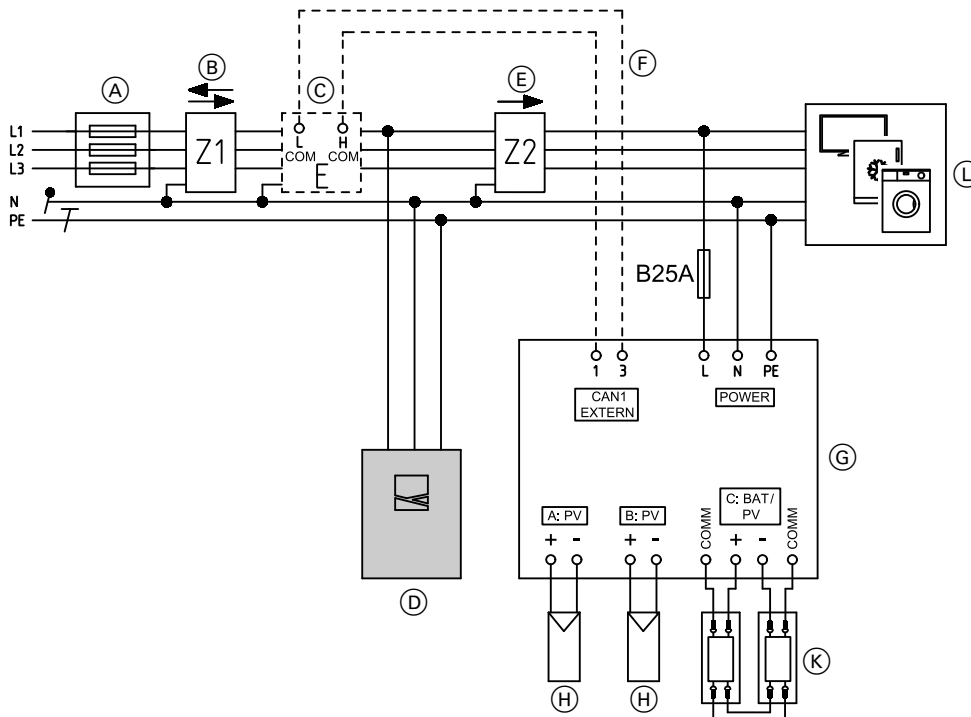 A
B
C
F
E
L1
L2
L3
N
PE
Z1
L
H
COM
COM
E
Z2
L
B25A
1
3
L
N
PE
CAN1
EXTERN
POWER
G
A: PV
B: PV
COMM
C: BAT/
PV
COMM
+
-
+
-
+
-
D
H
H
K